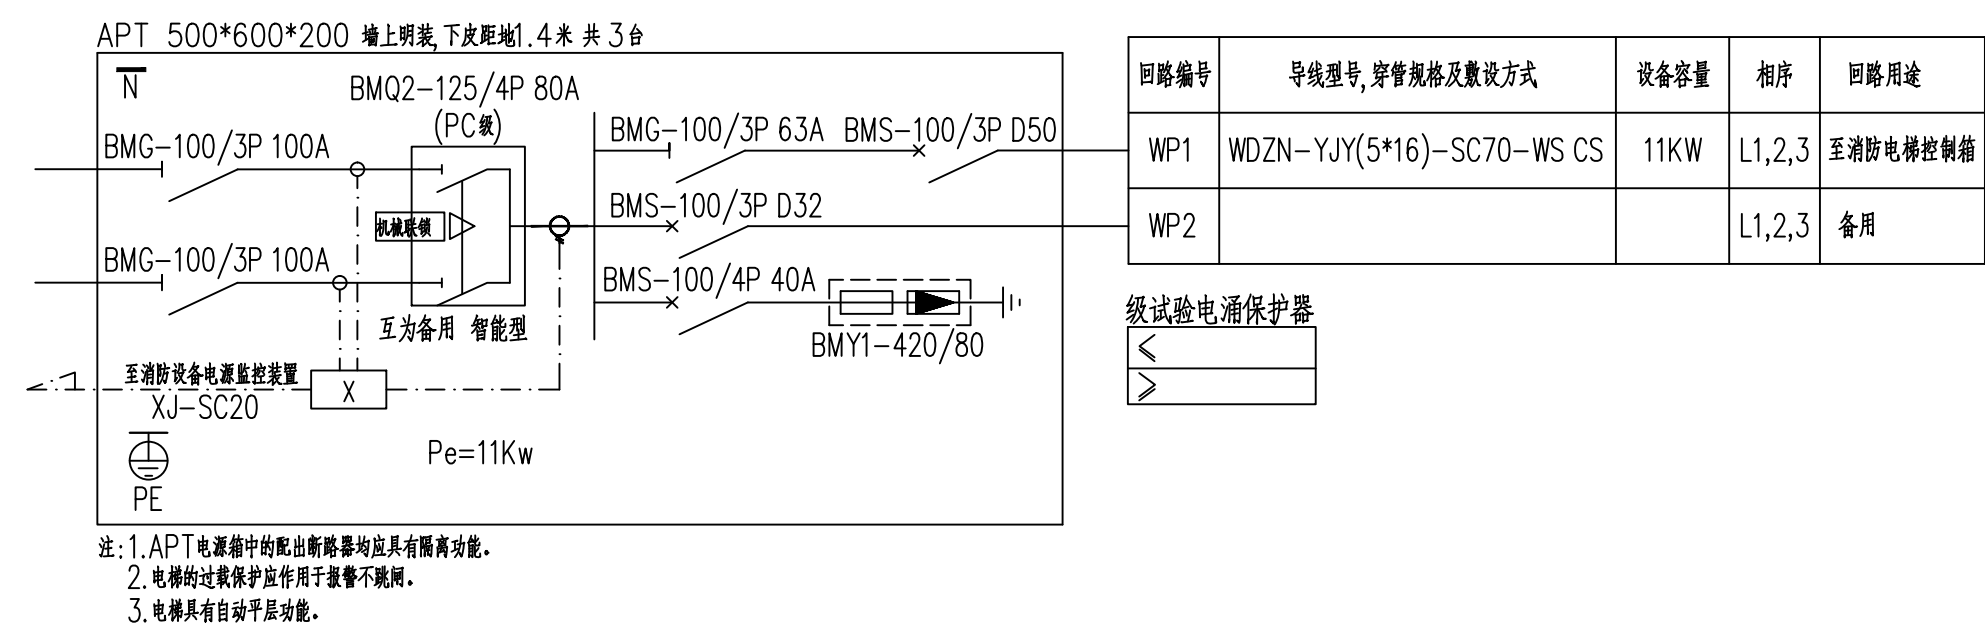 APT 500*600*200 墙上明装,下皮距地1.4米 共 3台
N
BMQ2-125/4P 80A
(PC级)
BMG-100/3P 100A
机械联锁
BMG-100/3P 100A
互为备用 智能型
BMG-100/3P 63A BMS-100/3P D50
BMS-100/3P D32
BMS-100/4P 40A
BMY1-420/80
至消防设备电源监控装置
X
XJ-SC20
Pe=11Kw
PE
回路编号 导线型号,穿管规格及敷设方式 设备容量 相序 回路用途
WP1 WDZN-YJY(5*16)-SC70-WS CS 11KW L1,2,3 至消防电梯控制箱
WP2 L1,2,3 备用
级试验电涌保护器
≤
≥
注:1.APT电源箱中的配出断路器均应具有隔离功能。
2.电梯的过载保护应作用于报警不跳闸。
3.电梯具有自动平层功能。